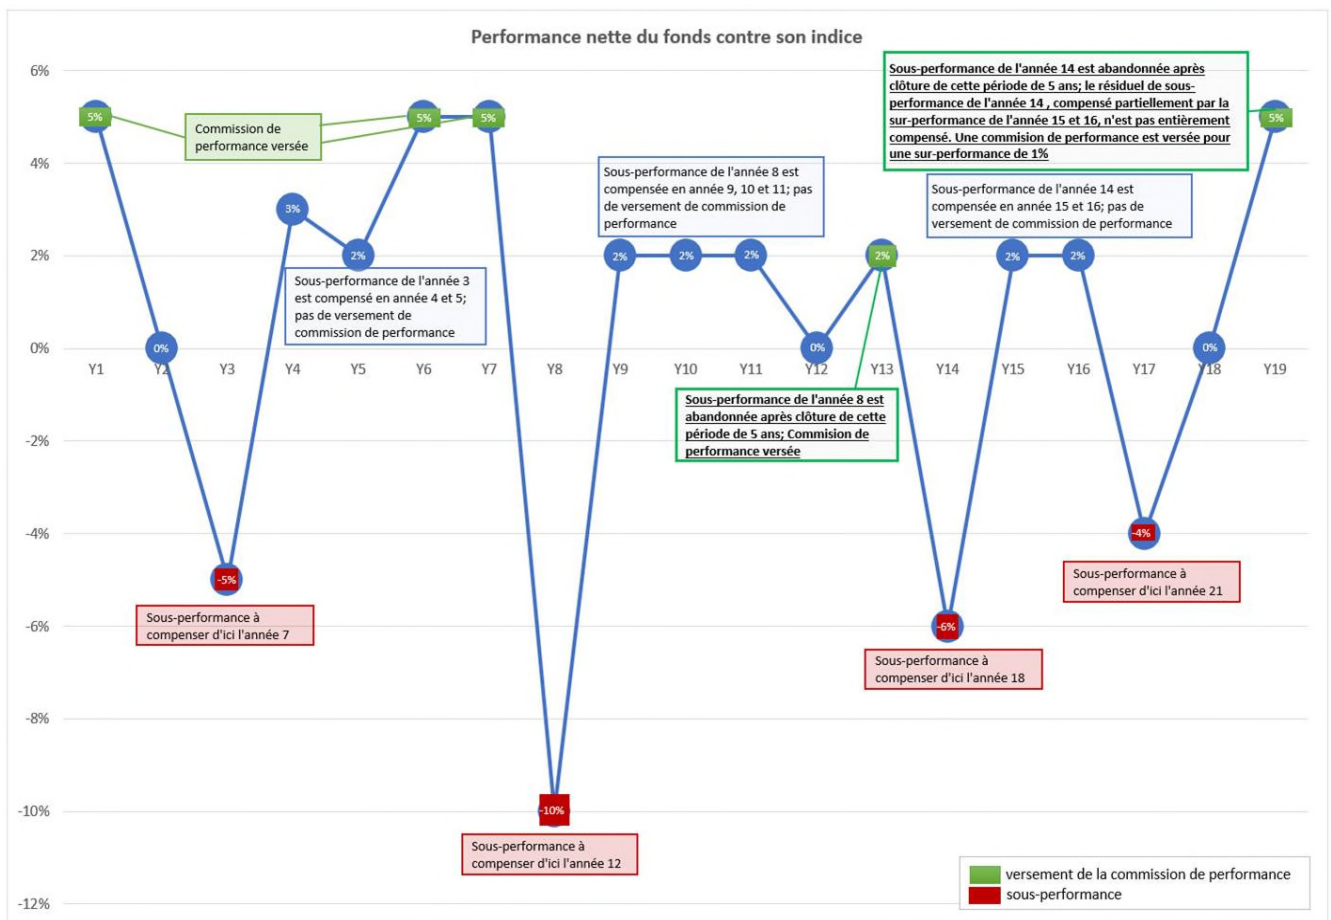 Performance nette du fonds contre son indice
6%
4%
2%
0%
-2%
-4%
-6%
-8%
-10%
-12%
5%
0%
-5%
3%
2%
5%
5%
-10%
2%
2%
2%
0%
2%
-6%
2%
2%
-4%
0%
5%
Y1
Y2
Y3
Y4
Y5
Y6
Y7
Y8
Y9
Y10
Y11
Y12
Y13
Y14
Y15
Y16
Y17
Y18
Y19
Commission de
performance versée
Sous-performance de l'année 3
est compensé en année 4 et 5;
pas de versement de
commission de performance
Sous-performance à
compenser d'ici l'année 7
Sous-performance à
compenser d'ici l'année 12
Sous-performance de l'année 8 est
compensée en année 9, 10 et 11; pas
de versement de commission de
performance
Sous-performance de l'année 8 est
abandonnée après clôture de cette
période de 5 ans; Commision de
performance versée
Sous-performance à
compenser d'ici l'année 18
Sous-performance de l'année 14 est
compensée en année 15 et 16; pas de
versement de commission de performance
Sous-performance à
compenser d'ici l'année 21
Sous-performance de l'année 14 est abandonnée après
clôture de cette période de 5 ans; le résiduel de sous-
performance de l'année 14 , compensé partiellement par la
sur-performance de l'année 15 et 16, n'est pas entièrement
compensé. Une commision de performance est versée pour
une sur-performance de 1%
versement de la commission de performance
sous-performance